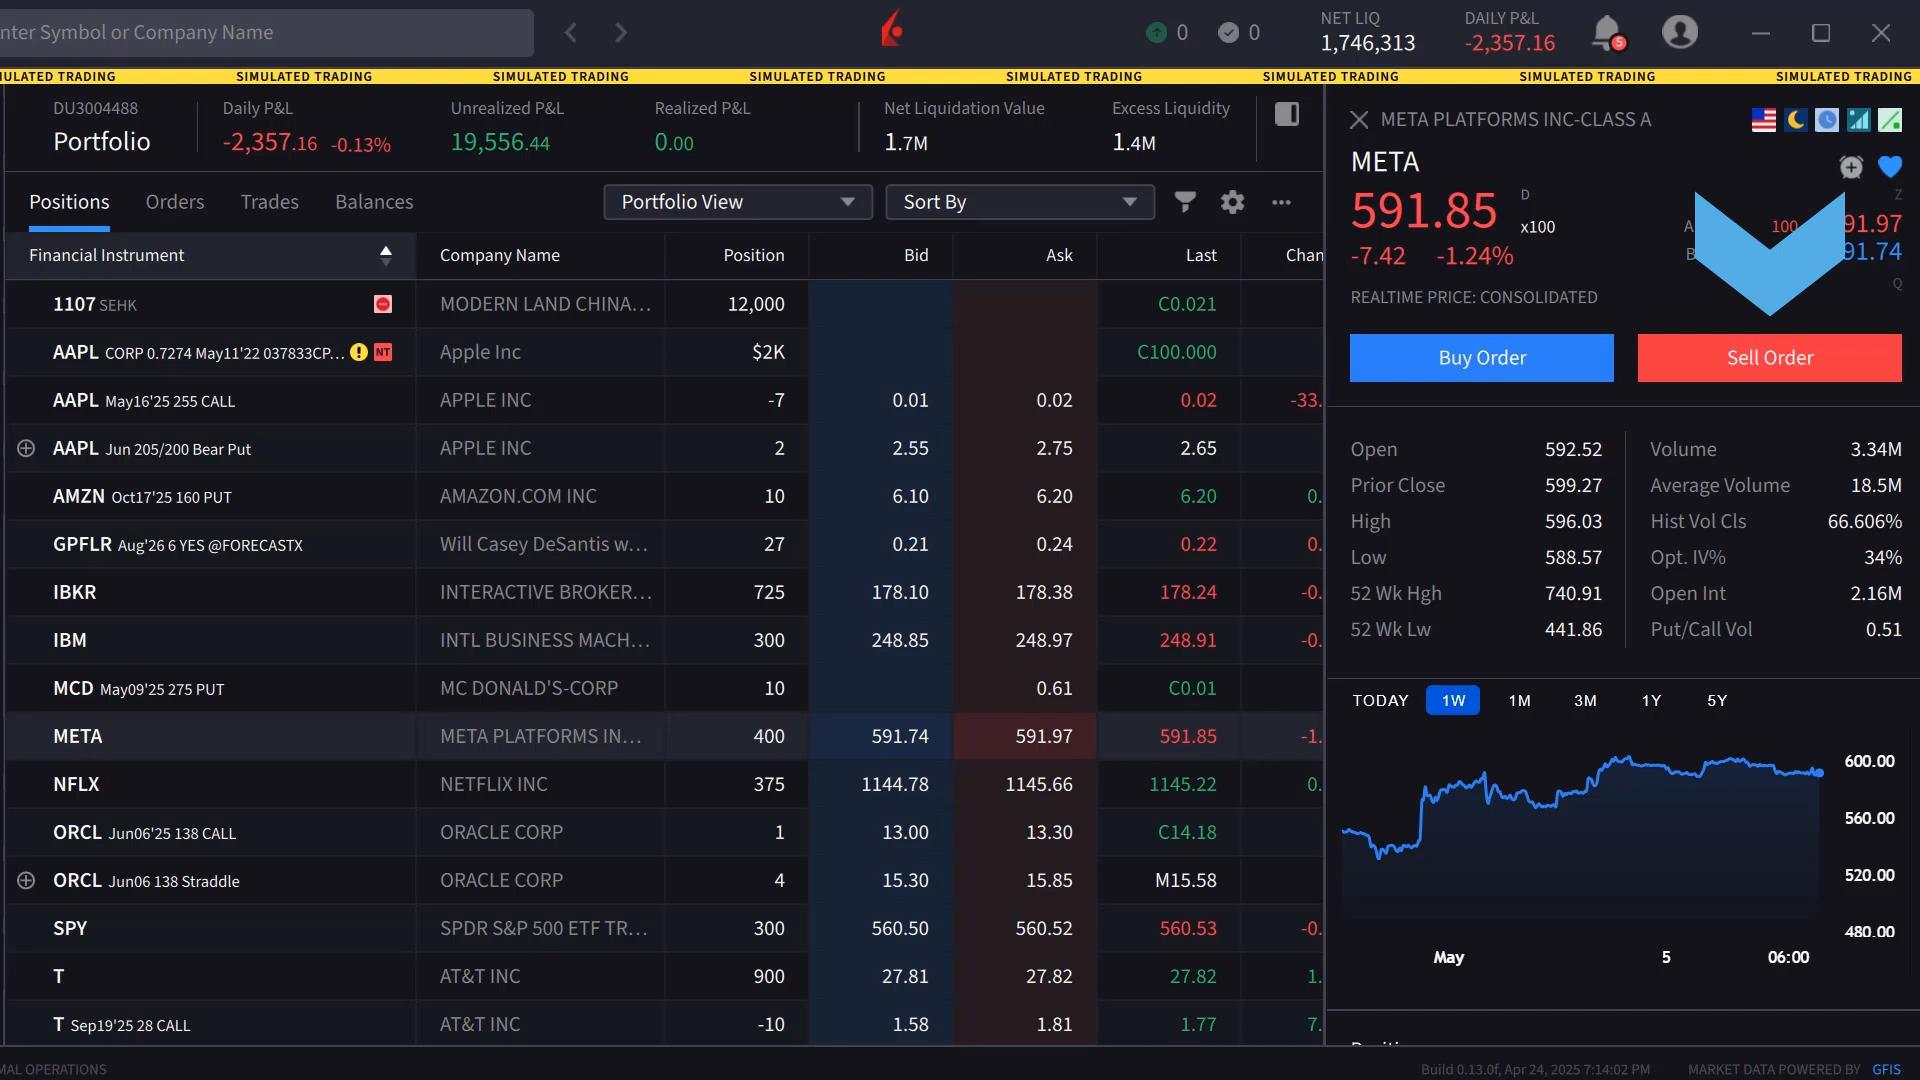 nter Symbol or Company Name
0
0
NET LIQ
1,746,313
DAILY P&L
-2,357.16
5
ULATED TRADING SIMULATED TRADING SIMULATED TRADING SIMULATED TRADING SIMULATED TRADING SIMULATED TRADING SIMULATED TRADING SIMULATED TRADING
DU3004488
Portfolio
Daily P&L
-2,357.16 -0.13%
Unrealized P&L
19,556.44
Realized P&L
0.00
Net Liquidation Value
1.7M
Excess Liquidity
1.4M
Positions Orders Trades Balances
Portfolio View
Sort By
Financial Instrument Company Name Position Bid Ask Last Chan
1107 SEHK MODERN LAND CHINA... 12,000 C0.021
AAPL CORP 0.7274 May11'22 037833CP... ! NT Apple Inc $2K C100.000
AAPL May16'25 255 CALL APPLE INC -7 0.01 0.02 0.02 -33.
AAPL Jun 205/200 Bear Put APPLE INC 2 2.55 2.75 2.65
AMZN Oct17'25 160 PUT AMAZON.COM INC 10 6.10 6.20 6.20 0.
GPFLR Aug'26 6 YES @FORECASTX Will Casey DeSantis w... 27 0.21 0.24 0.22 0.
IBKR INTERACTIVE BROKER... 725 178.10 178.38 178.24 -0.
IBM INTL BUSINESS MACH... 300 248.85 248.97 248.91 -0.
MCD May09'25 275 PUT MC DONALD'S-CORP 10 0.61 C0.01
META META PLATFORMS IN... 400 591.74 591.97 591.85 -1.
NFLX NETFLIX INC 375 1144.78 1145.66 1145.22 0.
ORCL Jun06'25 138 CALL ORACLE CORP 1 13.00 13.30 C14.18
ORCL Jun06 138 Straddle ORACLE CORP 4 15.30 15.85 M15.58
SPY SPDR S&P 500 ETF TR... 300 560.50 560.52 560.53 -0.
T AT&T INC 900 27.81 27.82 27.82 1.
T Sep19'25 28 CALL AT&T INC -10 1.58 1.81 1.77 7.
META PLATFORMS INC-CLASS A
META
591.85 D
x100
-7.42 -1.24%
Z
A 100 91.97
B 91.74
Q
REALTIME PRICE: CONSOLIDATED
Buy Order
Sell Order
Open 592.52 Volume 3.34M
Prior Close 599.27 Average Volume 18.5M
High 596.03 Hist Vol Cls 66.606%
Low 588.57 Opt. IV% 34%
52 Wk Hgh 740.91 Open Int 2.16M
52 Wk Lw 441.86 Put/Call Vol 0.51
TODAY 1W 1M 3M 1Y 5Y
600.00
560.00
520.00
480.00
May 5 06:00
MAL OPERATIONS
Build 0.13.0f, Apr 24, 2025 7:14:02 PM
MARKET DATA POWERED BY GFIS